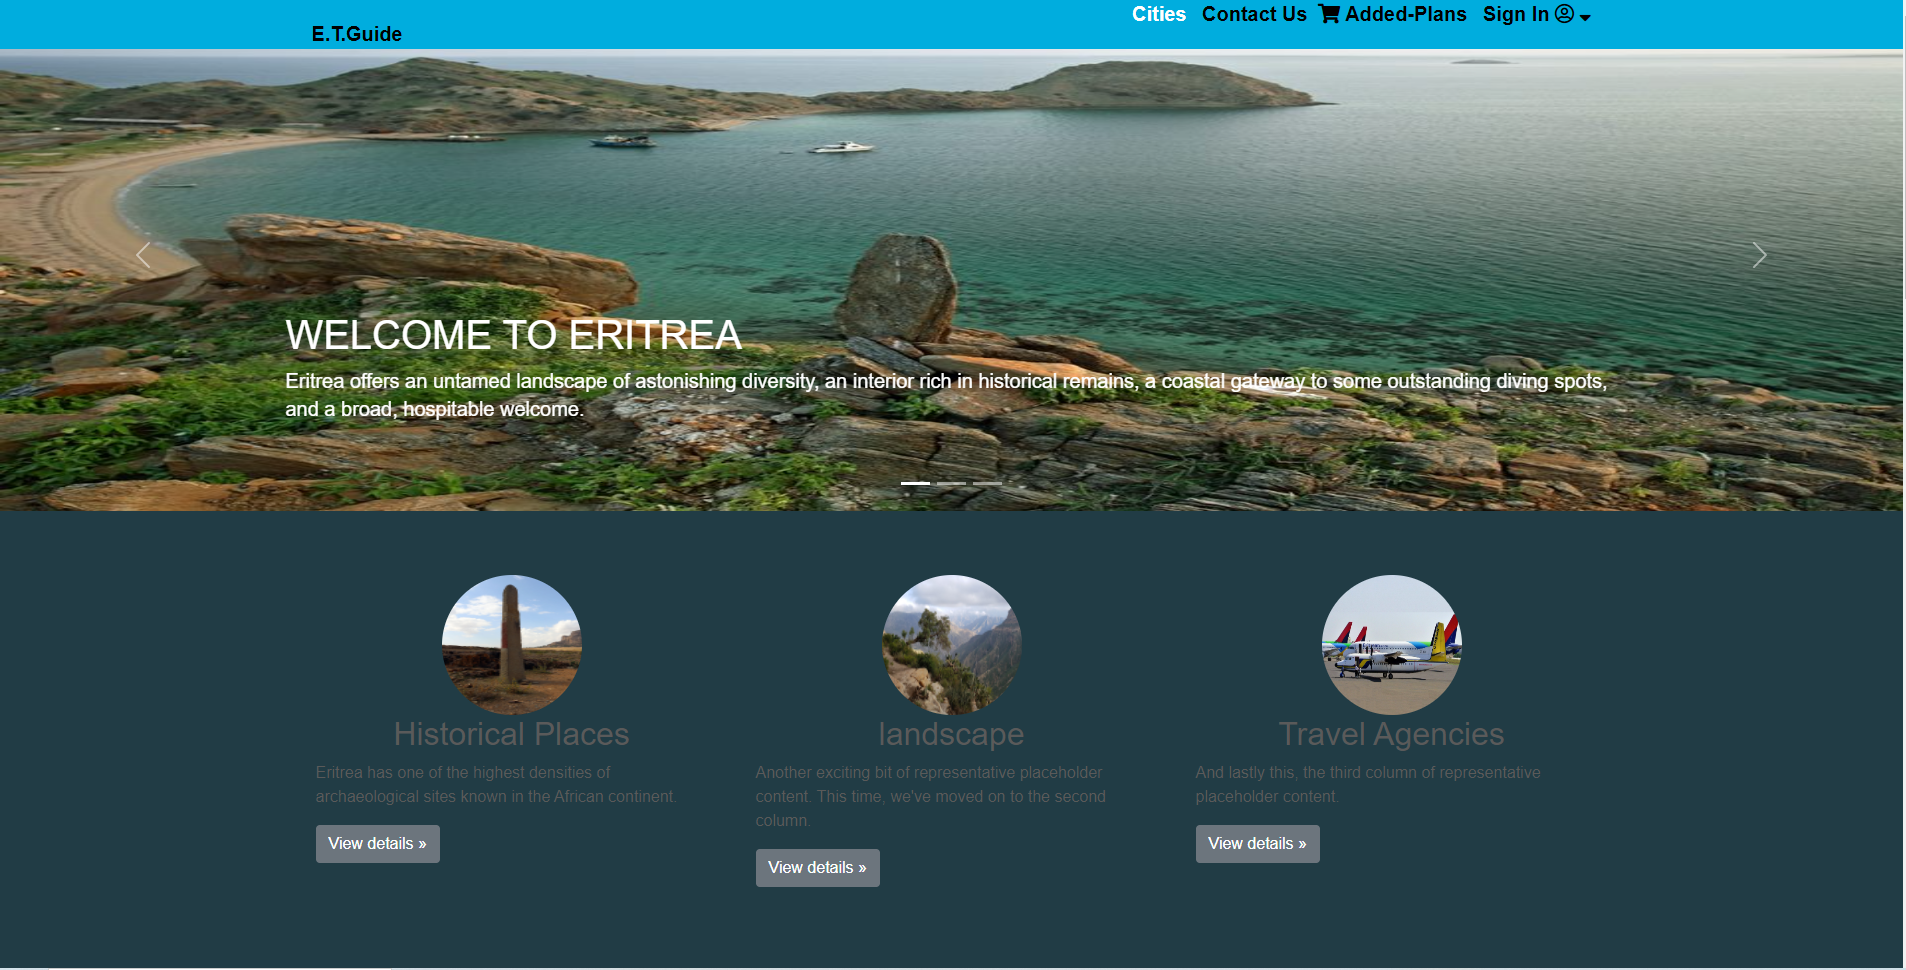 Cities Contact Us Added-Plans Sign In
E.T.Guide
WELCOME TO ERITREA
Eritrea offers an untamed landscape of astonishing diversity, an interior rich in historical remains, a coastal gateway to some outstanding diving spots,
and a broad, hospitable welcome.
Historical Places
Eritrea has one of the highest densities of
archaeological sites known in the African continent.
View details »
landscape
Another exciting bit of representative placeholder
content. This time, we've moved on to the second
column.
View details »
Travel Agencies
And lastly this, the third column of representative
placeholder content.
View details »